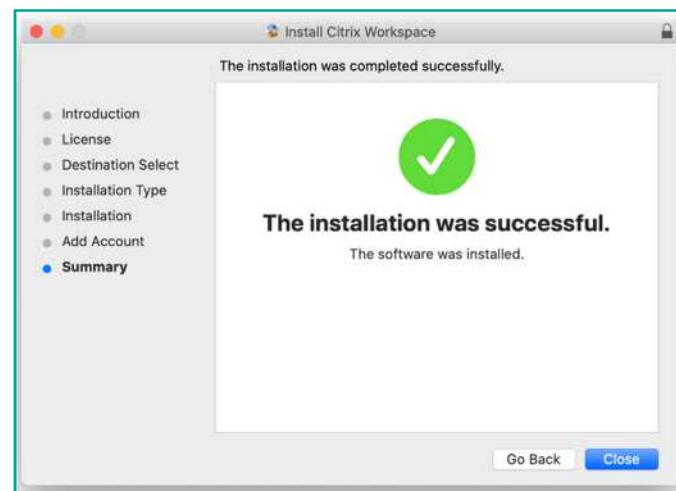 Install Citrix Workspace
The installation was completed successfully.
Introduction
License
Destination Select
Installation Type
Installation
Add Account
Summary
The installation was successful.
The software was installed.
Go Back
Close